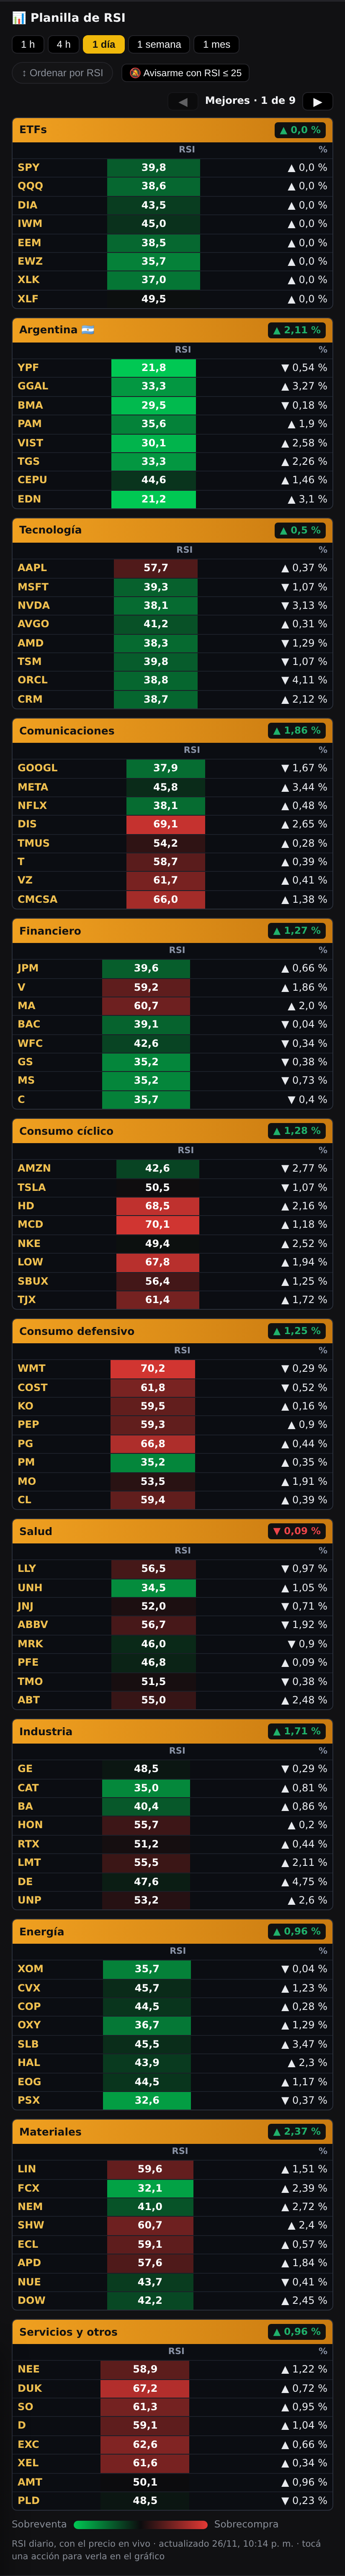 📊 Planilla de RSI
1 h 4 h 1 día 1 semana 1 mes
↕ Ordenar por RSI 🔕 Avisarme con RSI ≤ 25
◀ Mejores · 1 de 9 ▶
ETFs ▲ 0,0 %
RSI %
SPY 39,8 ▲ 0,0 %
QQQ 38,6 ▲ 0,0 %
DIA 43,5 ▲ 0,0 %
IWM 45,0 ▲ 0,0 %
EEM 38,5 ▲ 0,0 %
EWZ 35,7 ▲ 0,0 %
XLK 37,0 ▲ 0,0 %
XLF 49,5 ▲ 0,0 %
Argentina 🇦🇷 ▲ 2,11 %
RSI %
YPF 21,8 ▼ 0,54 %
GGAL 33,3 ▲ 3,27 %
BMA 29,5 ▼ 0,18 %
PAM 35,6 ▲ 1,9 %
VIST 30,1 ▲ 2,58 %
TGS 33,3 ▲ 2,26 %
CEPU 44,6 ▲ 1,46 %
EDN 21,2 ▲ 3,1 %
Tecnología ▲ 0,5 %
RSI %
AAPL 57,7 ▲ 0,37 %
MSFT 39,3 ▼ 1,07 %
NVDA 38,1 ▼ 3,13 %
AVGO 41,2 ▲ 0,31 %
AMD 38,3 ▼ 1,29 %
TSM 39,8 ▼ 1,07 %
ORCL 38,8 ▼ 4,11 %
CRM 38,7 ▲ 2,12 %
Comunicaciones ▲ 1,86 %
RSI %
GOOGL 37,9 ▼ 1,67 %
META 45,8 ▲ 3,44 %
NFLX 38,1 ▲ 0,48 %
DIS 69,1 ▲ 2,65 %
TMUS 54,2 ▲ 0,28 %
T 58,7 ▲ 0,39 %
VZ 61,7 ▲ 0,41 %
CMCSA 66,0 ▲ 1,38 %
Financiero ▲ 1,27 %
RSI %
JPM 39,6 ▲ 0,66 %
V 59,2 ▲ 1,86 %
MA 60,7 ▲ 2,0 %
BAC 39,1 ▼ 0,04 %
WFC 42,6 ▼ 0,34 %
GS 35,2 ▼ 0,38 %
MS 35,2 ▼ 0,73 %
C 35,7 ▼ 0,4 %
Consumo cíclico ▲ 1,28 %
RSI %
AMZN 42,6 ▼ 2,77 %
TSLA 50,5 ▼ 1,07 %
HD 68,5 ▲ 2,16 %
MCD 70,1 ▲ 1,18 %
NKE 49,4 ▲ 2,52 %
LOW 67,8 ▲ 1,94 %
SBUX 56,4 ▲ 1,25 %
TJX 61,4 ▲ 1,72 %
Consumo defensivo ▲ 1,25 %
RSI %
WMT 70,2 ▼ 0,29 %
COST 61,8 ▼ 0,52 %
KO 59,5 ▲ 0,16 %
PEP 59,3 ▲ 0,9 %
PG 66,8 ▲ 0,44 %
PM 35,2 ▲ 0,35 %
MO 53,5 ▲ 1,91 %
CL 59,4 ▲ 0,39 %
Salud ▼ 0,09 %
RSI %
LLY 56,5 ▼ 0,97 %
UNH 34,5 ▲ 1,05 %
JNJ 52,0 ▼ 0,71 %
ABBV 56,7 ▼ 1,92 %
MRK 46,0 ▼ 0,9 %
PFE 46,8 ▲ 0,09 %
TMO 51,5 ▼ 0,38 %
ABT 55,0 ▲ 2,48 %
Industria ▲ 1,71 %
RSI %
GE 48,5 ▼ 0,29 %
CAT 35,0 ▲ 0,81 %
BA 40,4 ▲ 0,86 %
HON 55,7 ▲ 0,2 %
RTX 51,2 ▲ 0,44 %
LMT 55,5 ▲ 2,11 %
DE 47,6 ▲ 4,75 %
UNP 53,2 ▲ 2,6 %
Energía ▲ 0,96 %
RSI %
XOM 35,7 ▼ 0,04 %
CVX 45,7 ▲ 1,23 %
COP 44,5 ▲ 0,28 %
OXY 36,7 ▲ 1,29 %
SLB 45,5 ▲ 3,47 %
HAL 43,9 ▲ 2,3 %
EOG 44,5 ▲ 1,17 %
PSX 32,6 ▼ 0,37 %
Materiales ▲ 2,37 %
RSI %
LIN 59,6 ▲ 1,51 %
FCX 32,1 ▲ 2,39 %
NEM 41,0 ▲ 2,72 %
SHW 60,7 ▲ 2,4 %
ECL 59,1 ▲ 0,57 %
APD 57,6 ▲ 1,84 %
NUE 43,7 ▼ 0,41 %
DOW 42,2 ▲ 2,45 %
Servicios y otros ▲ 0,96 %
RSI %
NEE 58,9 ▲ 1,22 %
DUK 67,2 ▲ 0,72 %
SO 61,3 ▲ 0,95 %
D 59,1 ▲ 1,04 %
EXC 62,6 ▲ 0,66 %
XEL 61,6 ▲ 0,34 %
AMT 50,1 ▲ 0,96 %
PLD 48,5 ▼ 0,23 %
Sobreventa Sobrecompra
RSI diario, con el precio en vivo · actualizado 26/11, 10:14 p. m. · tocá
una acción para verla en el gráfico